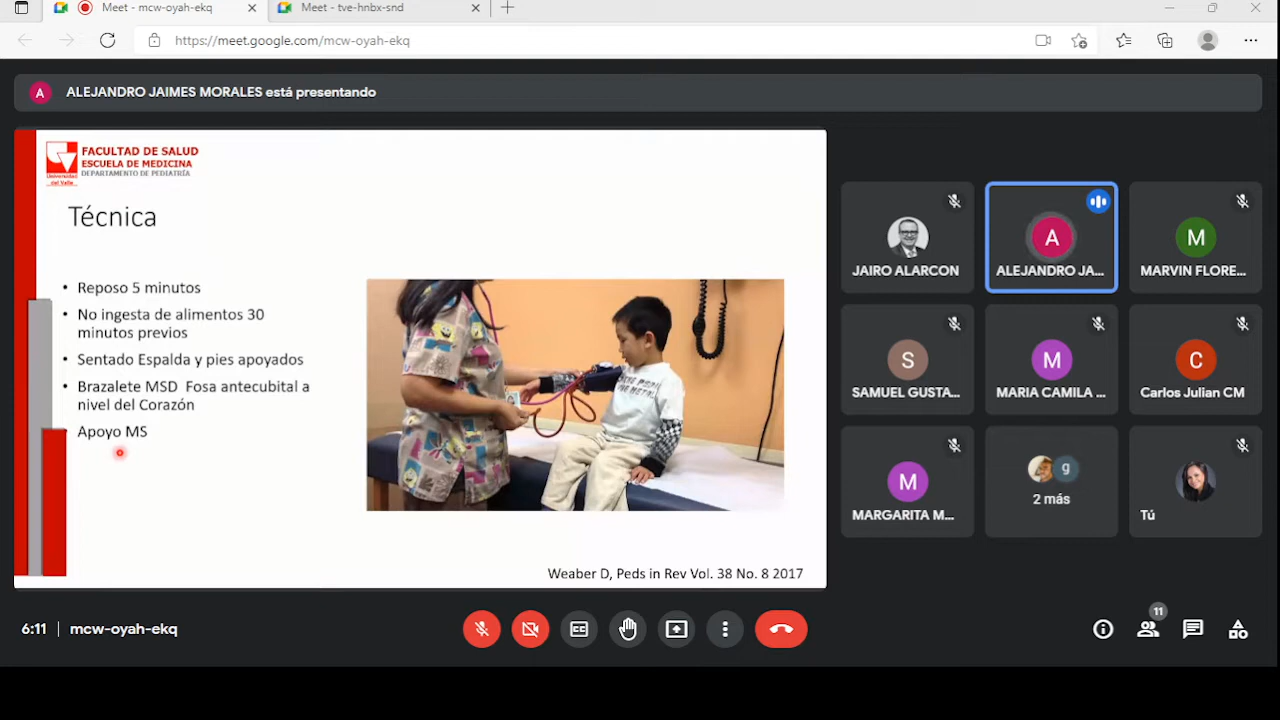 Meet - mcw-oyah-ekq
Meet - tve-hnbx-snd
https://meet.google.com/mcw-oyah-ekq
A
ALEJANDRO JAIMES MORALES está presentando
Universidad
del Valle
FACULTAD DE SALUD
ESCUELA DE MEDICINA
DEPARTAMENTO DE PEDIATRÍA
Técnica
• Reposo 5 minutos
• No ingesta de alimentos 30
minutos previos
• Sentado Espalda y pies apoyados
• Brazalete MSD Fosa antecubital a
nivel del Corazón
• Apoyo MS
Weaber D, Peds in Rev Vol. 38 No. 8 2017
JAIRO ALARCON
A
ALEJANDRO JA...
M
MARVIN FLORE...
S
SAMUEL GUSTA...
M
MARIA CAMILA ...
C
Carlos Julian CM
M
MARGARITA M...
g
2 más
Tú
6:11 | mcw-oyah-ekq
CC
11